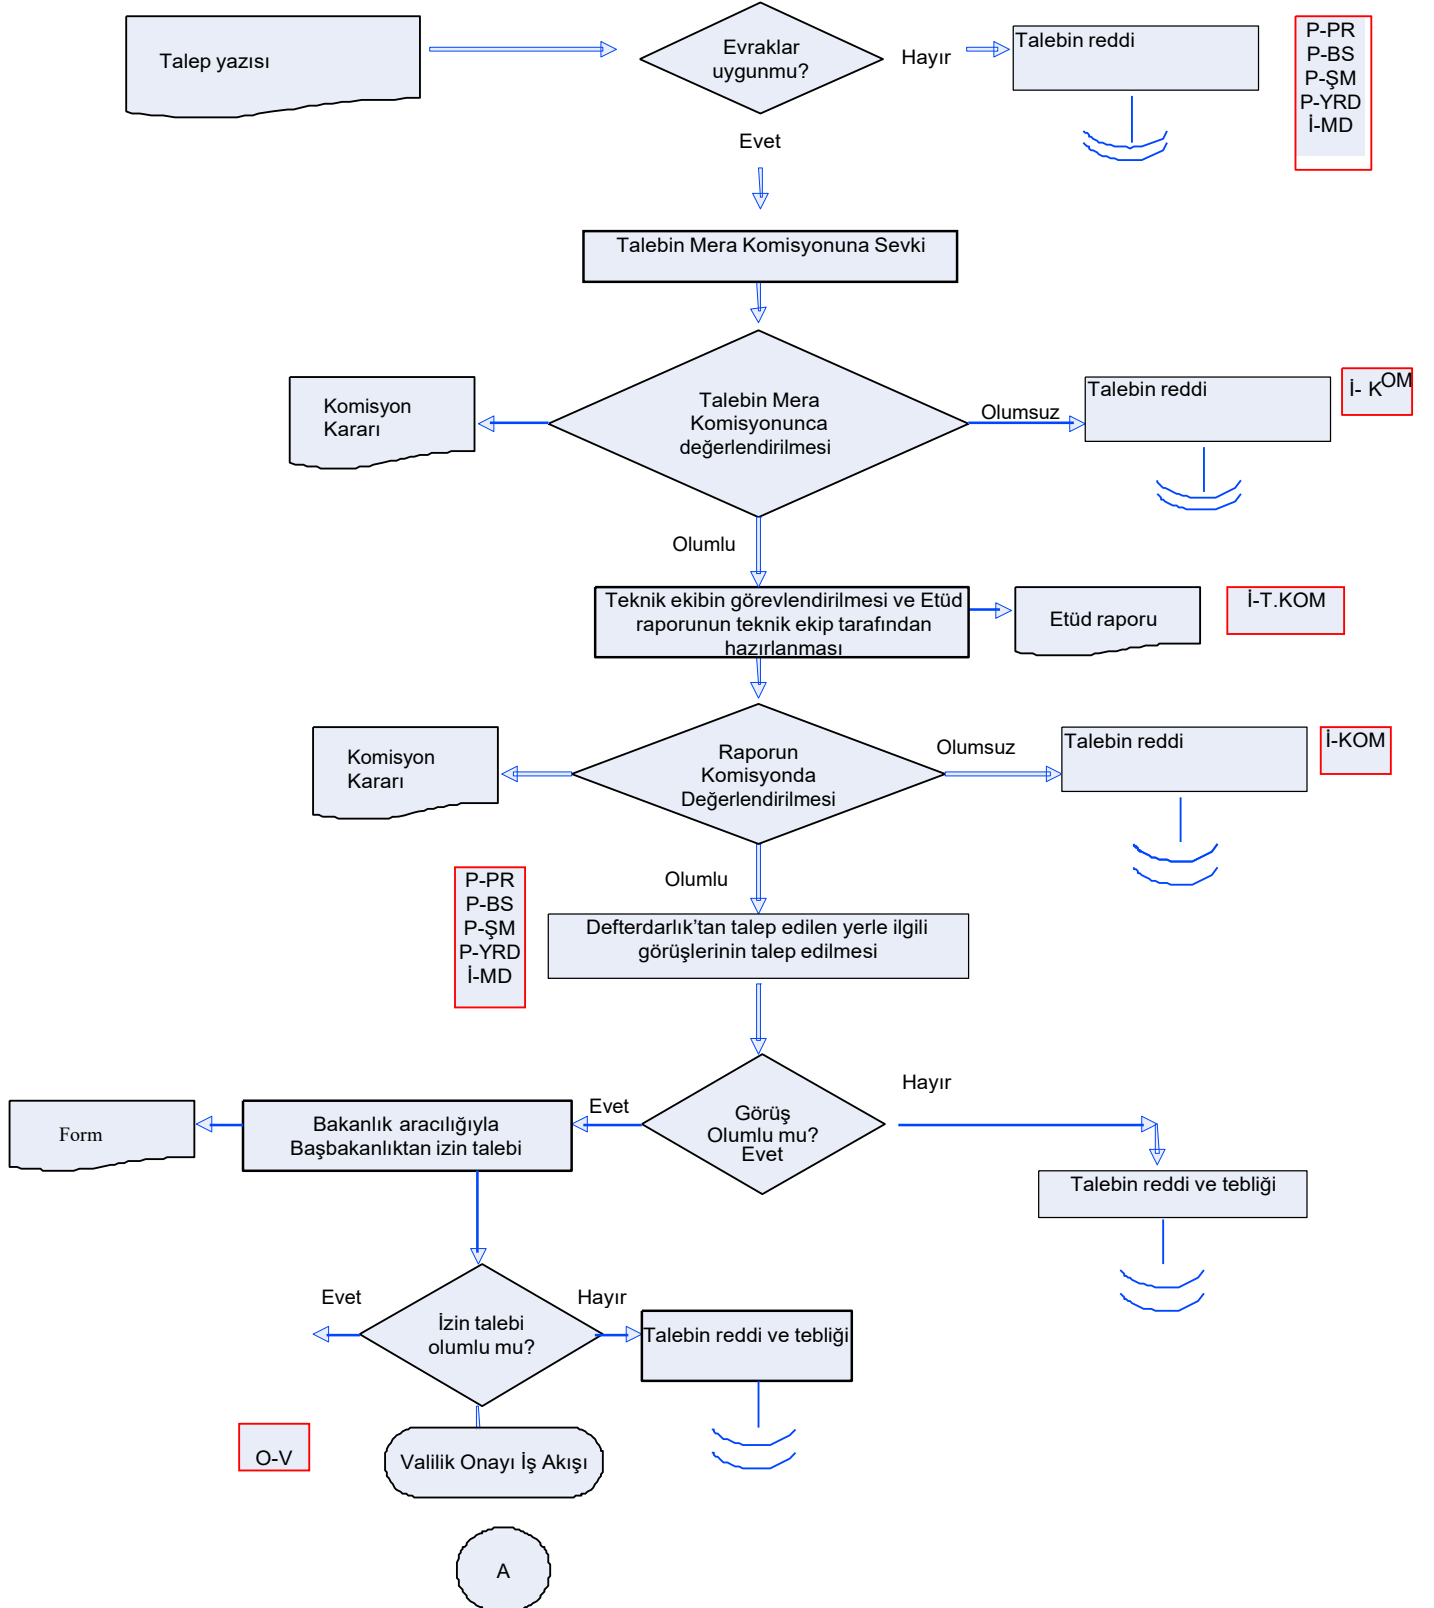 Talep yazısı
Evraklar
uygunmu?
Hayır
Talebin reddi
P-PR
P-BS
P-ŞM
P-YRD
İ-MD
Evet
Talebin Mera Komisyonuna Sevki
Komisyon
Kararı
Talebin Mera
Komisyonunca
değerlendirilmesi
Olumsuz
Talebin reddi
İ- KOM
Olumlu
Teknik ekibin görevlendirilmesi ve Etüd
raporunun teknik ekip tarafından
hazırlanması
Etüd raporu
İ-T.KOM
Komisyon
Kararı
Raporun
Komisyonda
Değerlendirilmesi
Olumsuz
Talebin reddi
İ-KOM
Olumlu
P-PR
P-BS
P-ŞM
P-YRD
İ-MD
Defterdarlık’tan talep edilen yerle ilgili
görüşlerinin talep edilmesi
Form
Bakanlık aracılığıyla
Başbakanlıktan izin talebi
Evet
Görüş
Olumlu mu?
Evet
Hayır
Talebin reddi ve tebliği
Evet
İzin talebi
olumlu mu?
Hayır
Talebin reddi ve tebliği
O-V
Valilik Onayı İş Akışı
A